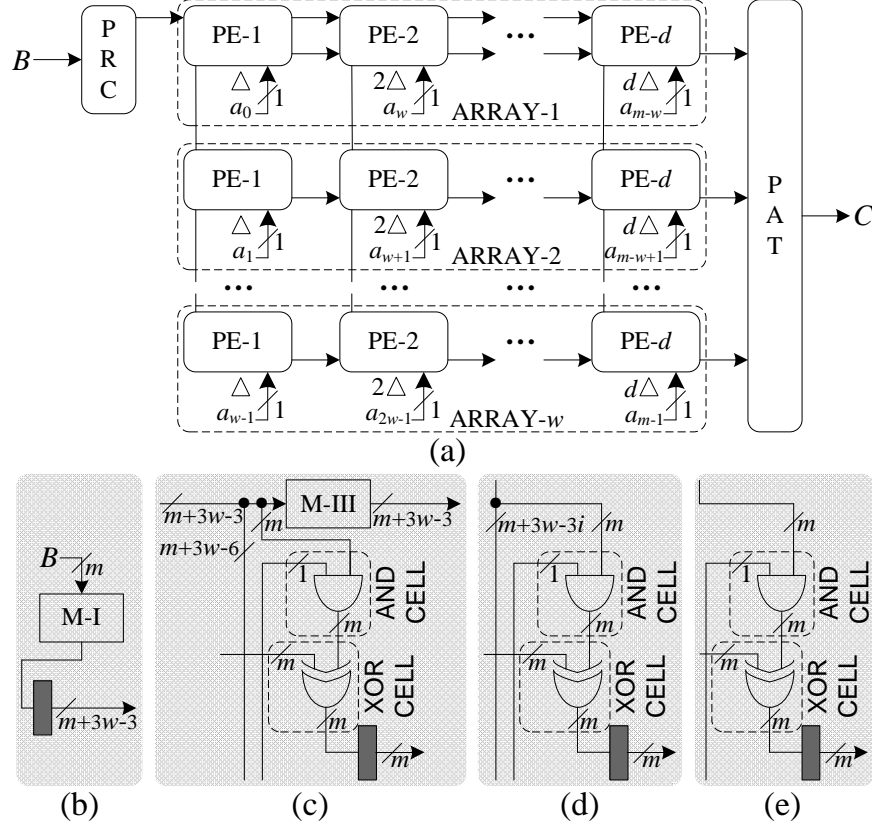 B
P
R
C
PE-1 PE-2 ••• PE-d
△ 2△ d△
a0 1 aw 1 am-w 1
ARRAY-1
PE-1 PE-2 ••• PE-d
△ 2△ d△
a1 1 aw+1 1 am-w+1 1
ARRAY-2
••• ••• ••• •••
PE-1 PE-2 ••• PE-d
△ 2△ d△
aw-1 1 a2w-1 1 am-1 1
ARRAY-w
P
A
T
C
(a)
B m
M-I
m+3w-3
(b)
M-III
m+3w-3 m m+3w-3
m+3w-6
1
AND
CELL
m
m
XOR
CELL
m
m
(c)
m+3w-3i m
1
AND
CELL
m
m
XOR
CELL
m
m
(d)
m
1
AND
CELL
m
m
XOR
CELL
m
m
(e)